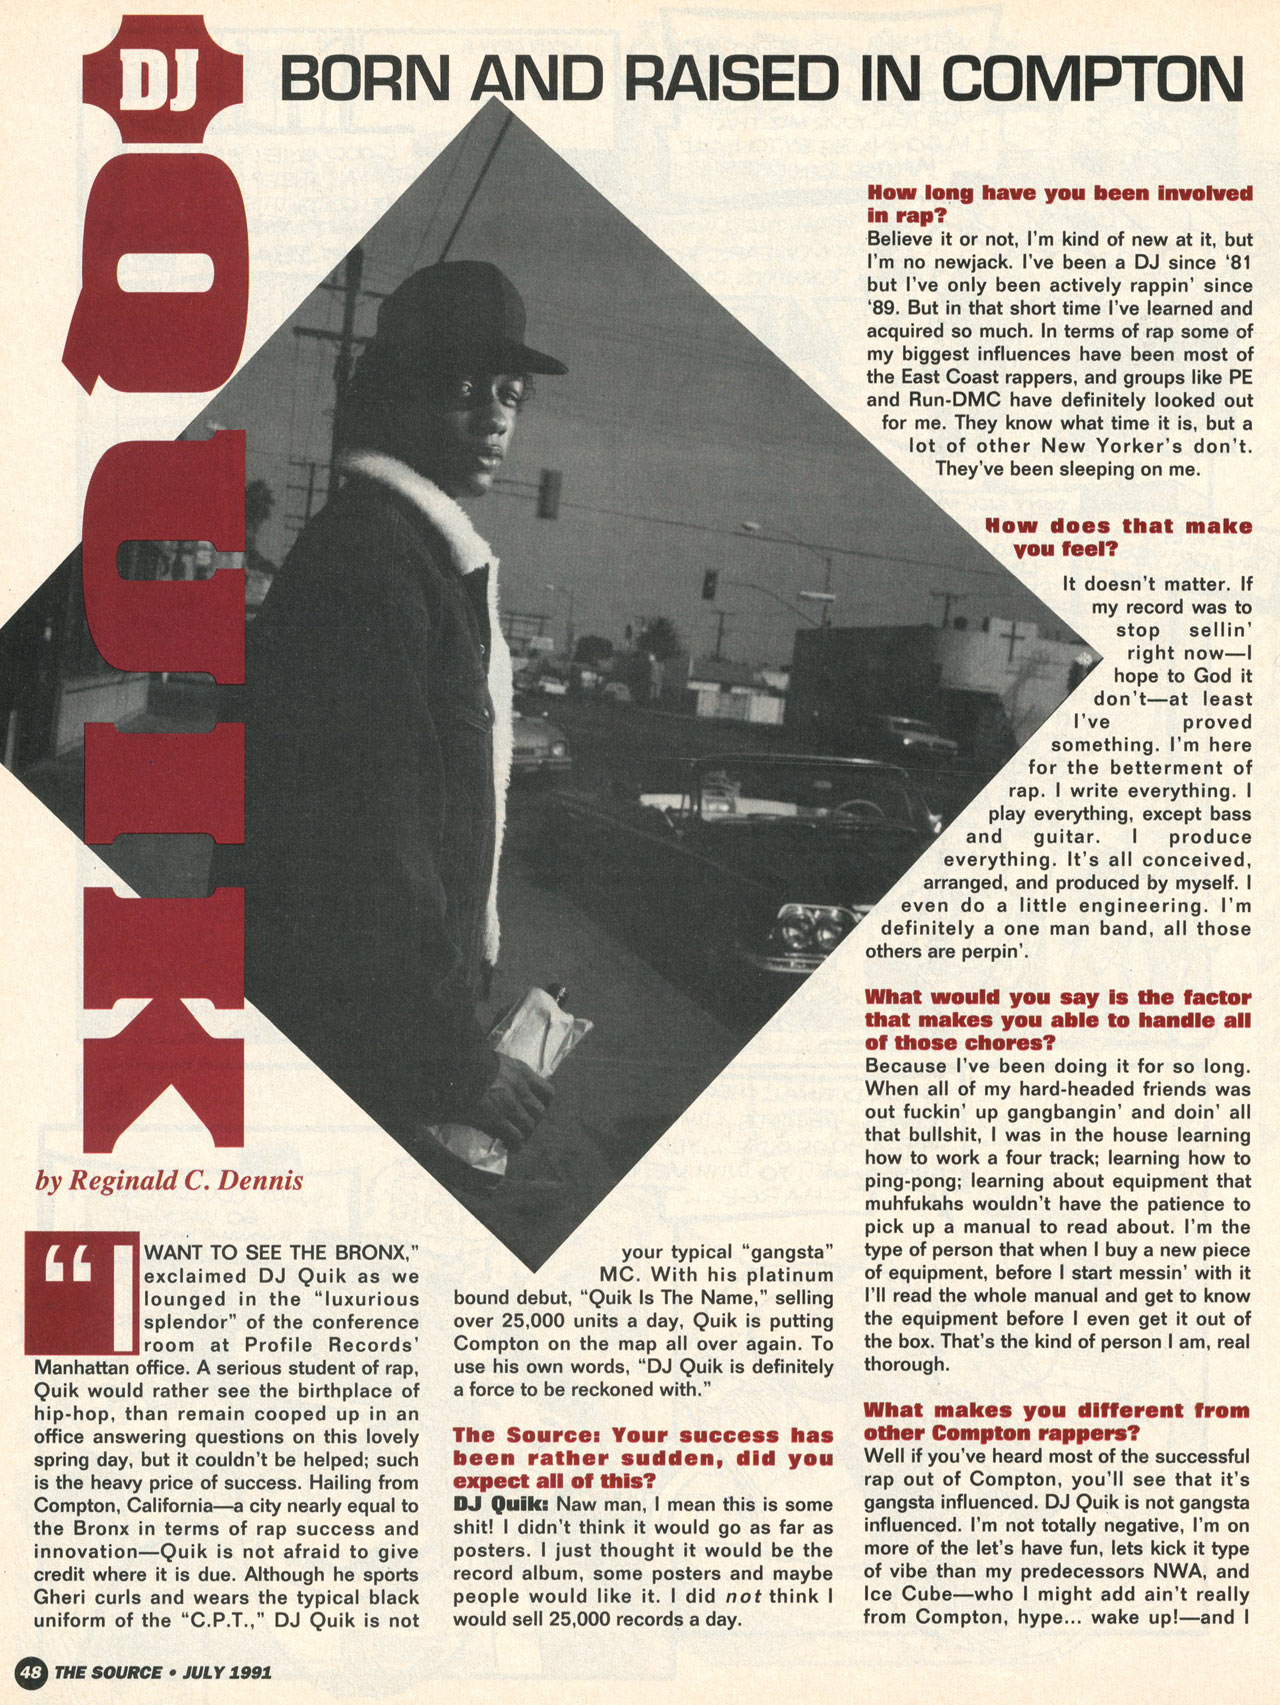 DJ
QUIK
BORN AND RAISED IN COMPTON
by Reginald C. Dennis
“I WANT TO SEE THE BRONX,”
exclaimed DJ Quik as we
lounged in the “luxurious
splendor” of the conference
room at Profile Records’
Manhattan office. A serious student of rap,
Quik would rather see the birthplace of
hip-hop, than remain cooped up in an
office answering questions on this lovely
spring day, but it couldn’t be helped; such
is the heavy price of success. Hailing from
Compton, California—a city nearly equal to
the Bronx in terms of rap success and
innovation—Quik is not afraid to give
credit where it is due. Although he sports
Gheri curls and wears the typical black
uniform of the “C.P.T.,” DJ Quik is not
your typical “gangsta”
MC. With his platinum
bound debut, “Quik Is The Name,” selling
over 25,000 units a day, Quik is putting
Compton on the map all over again. To
use his own words, “DJ Quik is definitely
a force to be reckoned with.”
The Source: Your success has
been rather sudden, did you
expect all of this?
DJ Quik: Naw man, I mean this is some
shit! I didn’t think it would go as far as
posters. I just thought it would be the
record album, some posters and maybe
people would like it. I did not think I
would sell 25,000 records a day.
How long have you been involved
in rap?
Believe it or not, I’m kind of new at it, but
I’m no newjack. I’ve been a DJ since ‘81
but I’ve only been actively rappin’ since
‘89. But in that short time I’ve learned and
acquired so much. In terms of rap some of
my biggest influences have been most of
the East Coast rappers, and groups like PE
and Run-DMC have definitely looked out
for me. They know what time it is, but a
lot of other New Yorker’s don’t.
They’ve been sleeping on me.
How does that make
you feel?
It doesn’t matter. If
my record was to
stop sellin’
right now—I
hope to God it
don’t—at least
I’ve proved
something. I’m here
for the betterment of
rap. I write everything. I
play everything, except bass
and guitar. I produce
everything. It’s all conceived,
arranged, and produced by myself. I
even do a little engineering. I’m
definitely a one man band, all those
others are perpin’.
What would you say is the factor
that makes you able to handle all
of those chores?
Because I’ve been doing it for so long.
When all of my hard-headed friends was
out fuckin’ up gangbangin’ and doin’ all
that bullshit, I was in the house learning
how to work a four track; learning how to
ping-pong; learning about equipment that
muhfukahs wouldn’t have the patience to
pick up a manual to read about. I’m the
type of person that when I buy a new piece
of equipment, before I start messin’ with it
I’ll read the whole manual and get to know
the equipment before I even get it out of
the box. That’s the kind of person I am, real
thorough.
What makes you different from
other Compton rappers?
Well if you’ve heard most of the successful
rap out of Compton, you’ll see that it’s
gangsta influenced. DJ Quik is not gangsta
influenced. I’m not totally negative, I’m on
more of the let’s have fun, lets kick it type
of vibe than my predecessors NWA, and
Ice Cube—who I might add ain’t really
from Compton, hype... wake up!—and I
48 THE SOURCE • JULY 1991